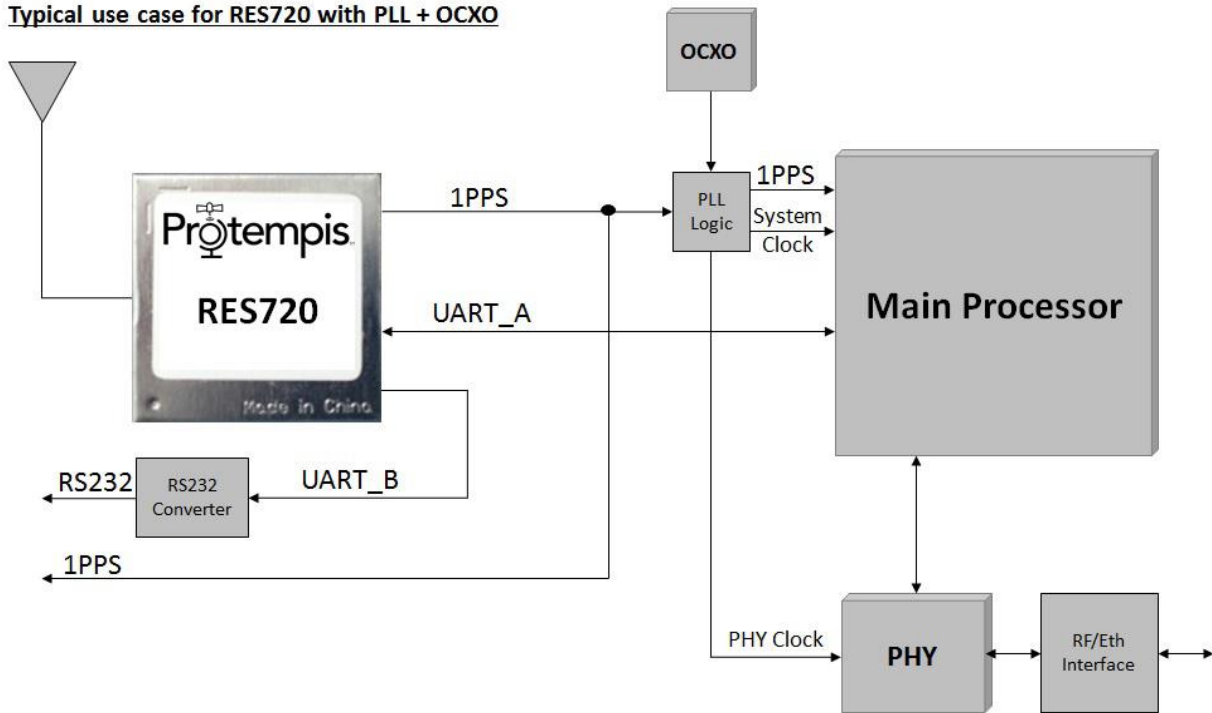 Typical use case for RES720 with PLL + OCXO
OCXO
1PPS
PLL
Logic
1PPS
System
Clock
Protempis
RES720
Made in China
UART_A
Main Processor
RS232
RS232
Converter
UART_B
1PPS
PHY Clock
PHY
RF/Eth
Interface